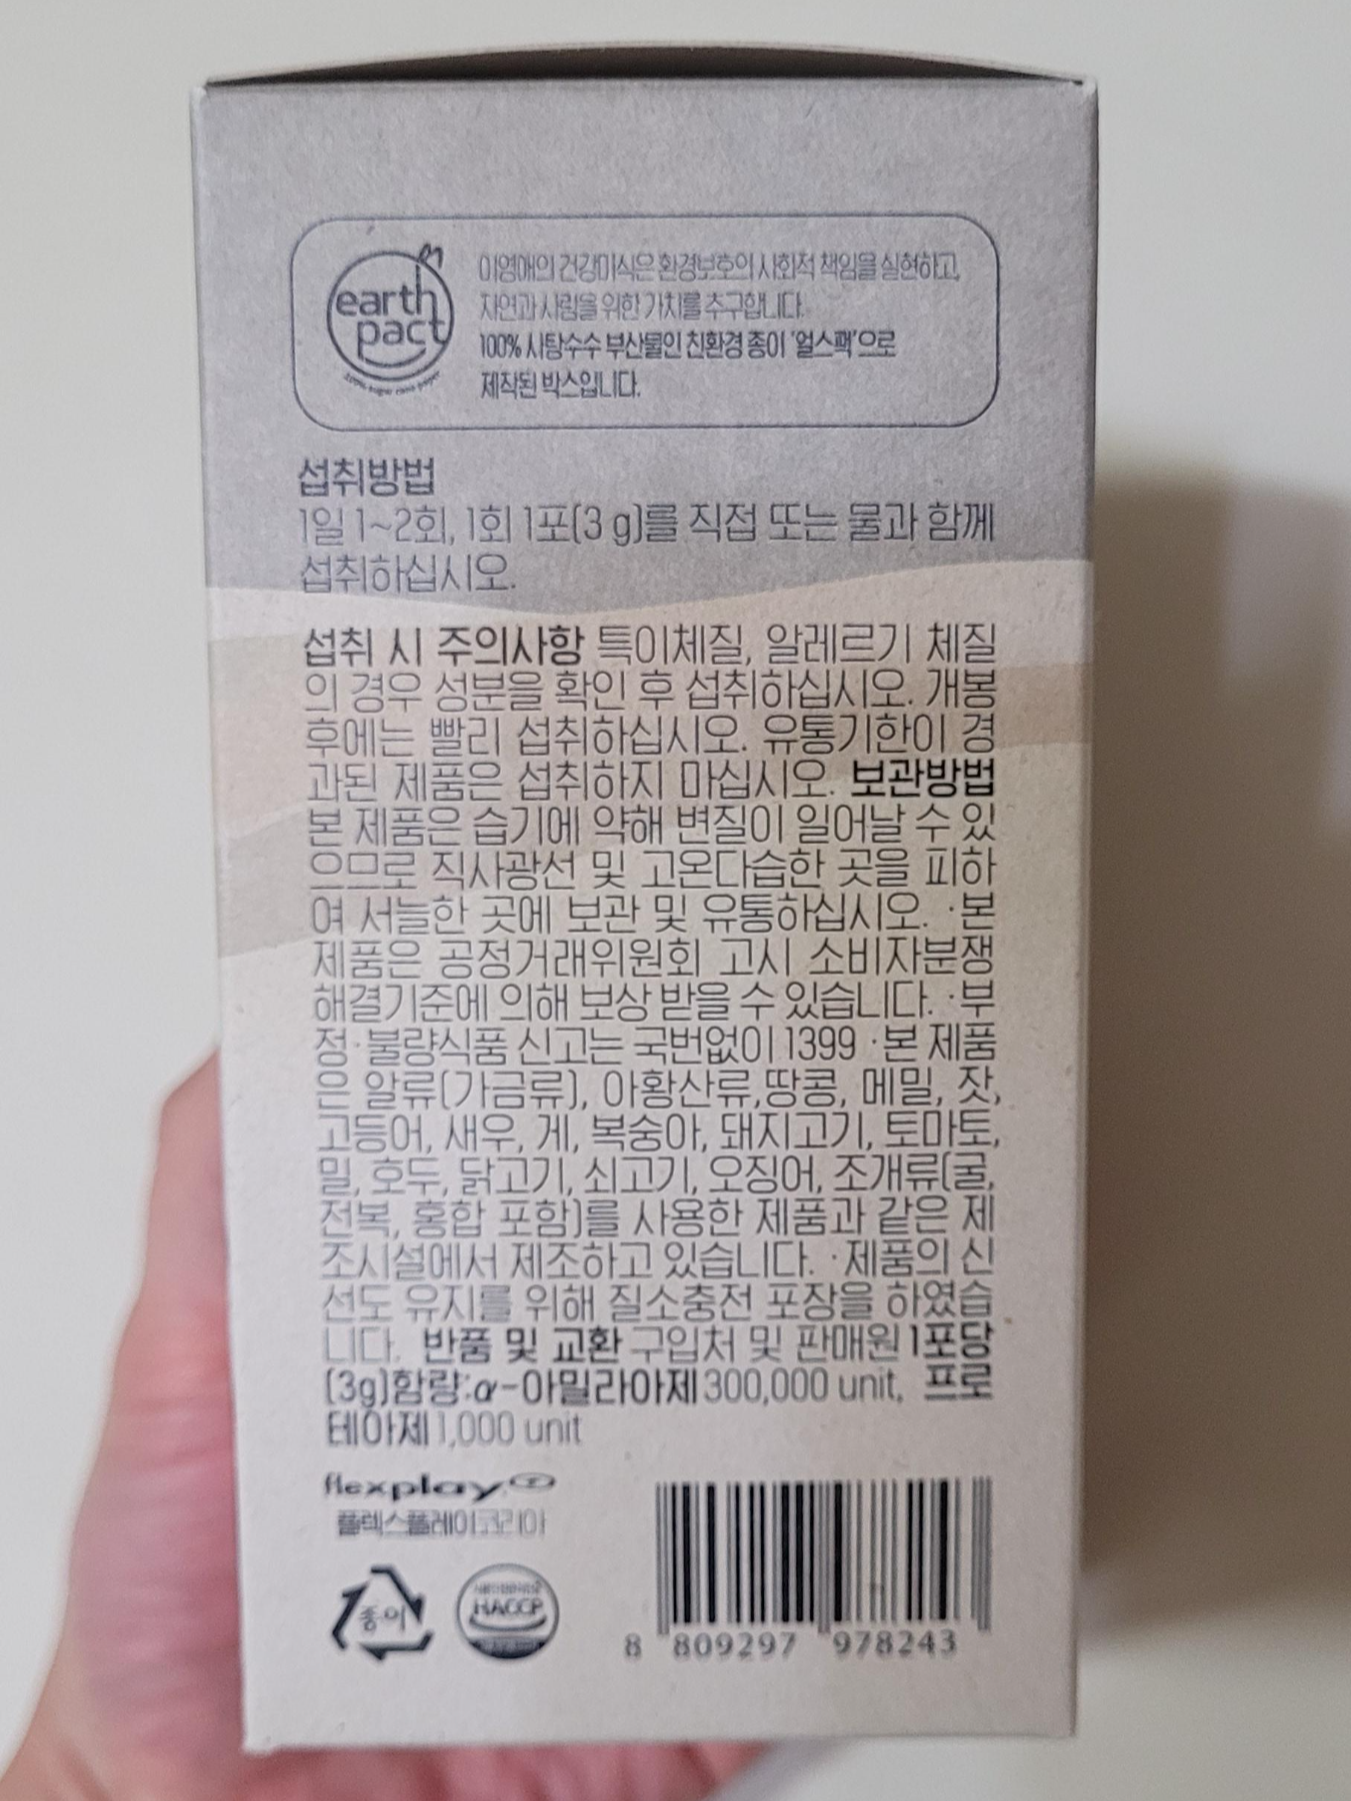 earth
pact
100% sugar cane paper
이영애의 건강미식은 환경보호의 사회적 책임을 실현하고,
자연과 사람을 위한 가치를 추구합니다.
100% 사탕수수 부산물인 친환경 종이 '얼스팩'으로
제작된 박스입니다.
섭취방법
1일 1~2회, 1회 1포(3 g)를 직접 또는 물과 함께
섭취하십시오.
섭취 시 주의사항 특이체질, 알레르기 체질
의 경우 성분을 확인 후 섭취하십시오. 개봉
후에는 빨리 섭취하십시오. 유통기한이 경
과된 제품은 섭취하지 마십시오. 보관방법
본 제품은 습기에 약해 변질이 일어날 수 있
으므로 직사광선 및 고온다습한 곳을 피하
여 서늘한 곳에 보관 및 유통하십시오. ·본
제품은 공정거래위원회 고시 소비자분쟁
해결기준에 의해 보상 받을 수 있습니다. ·부
정·불량식품 신고는 국번없이 1399 ·본 제품
은 알류(가금류), 아황산류,땅콩, 메밀, 잣,
고등어, 새우, 게, 복숭아, 돼지고기, 토마토,
밀, 호두, 닭고기, 쇠고기, 오징어, 조개류(굴,
전복, 홍합 포함)를 사용한 제품과 같은 제
조시설에서 제조하고 있습니다. ·제품의 신
선도 유지를 위해 질소충전 포장을 하였습
니다. 반품 및 교환 구입처 및 판매원 1포당
(3g)함량:α-아밀라아제 300,000 unit, 프로
테아제 1,000 unit
flexplay
플렉스플레이코리아
종이
HACCP
8 809297 978243